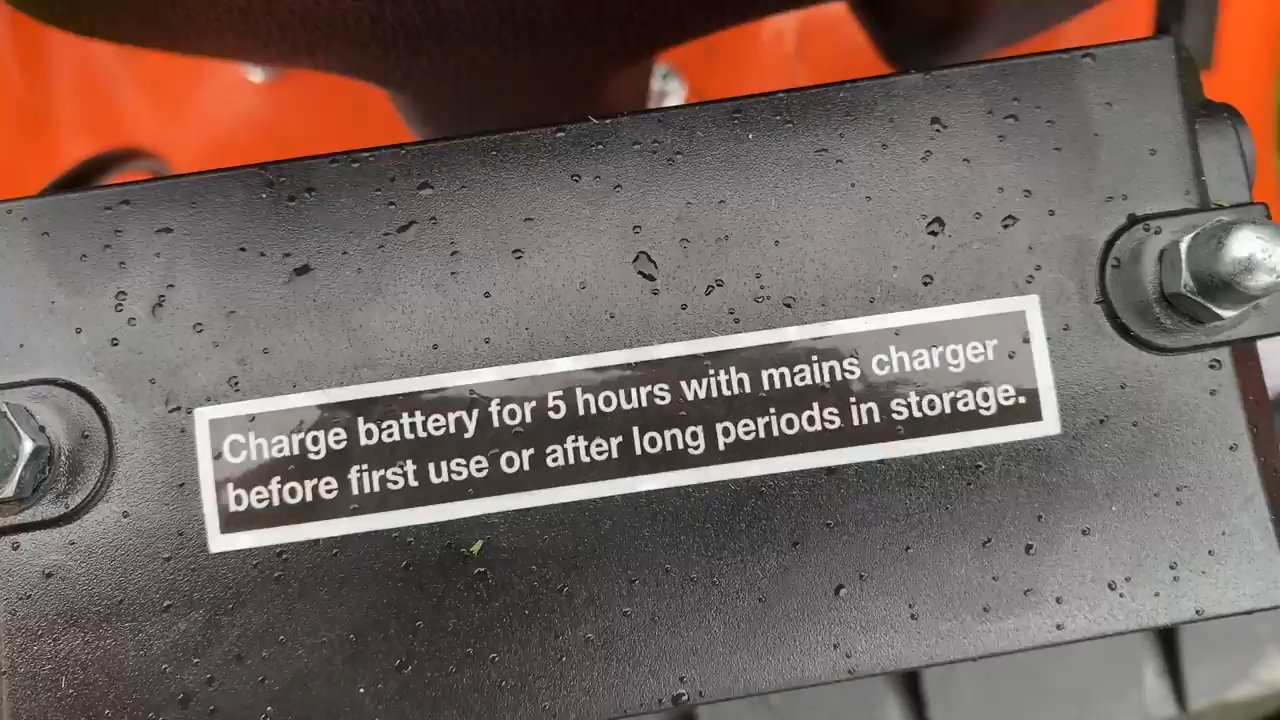 Charge battery for 5 hours with mains charger
before first use or after long periods in storage.